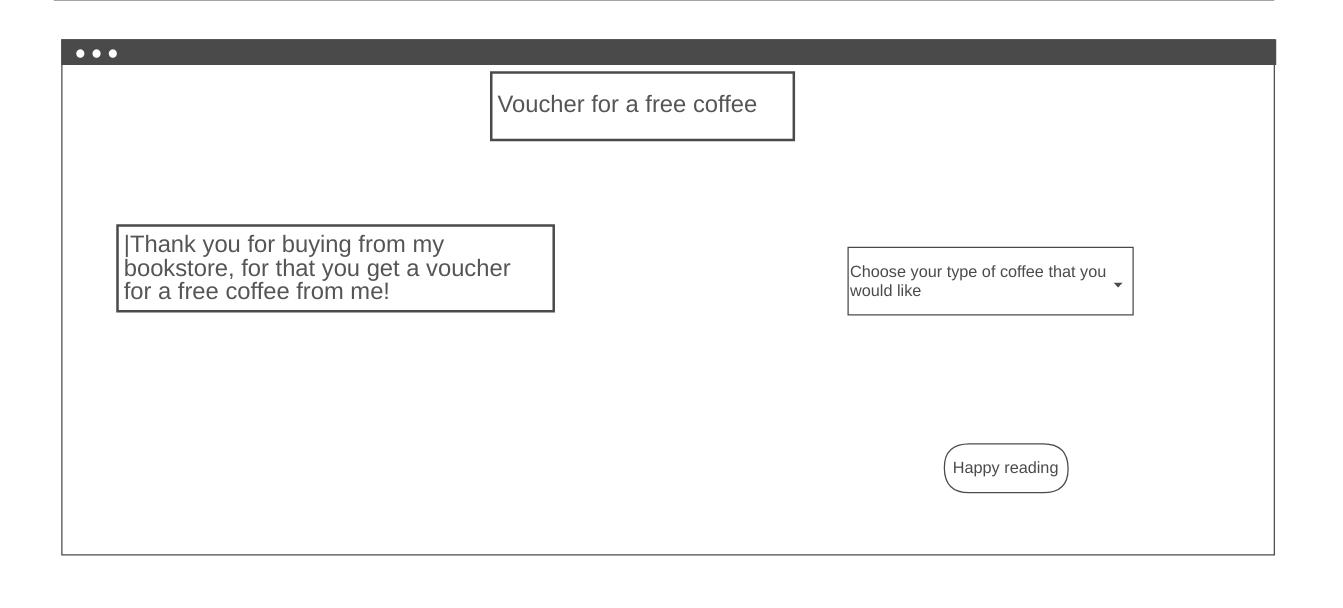 Voucher for a free coffee
|Thank you for buying from my
bookstore, for that you get a voucher
for a free coffee from me!
Choose your type of coffee that you
would like
Happy reading